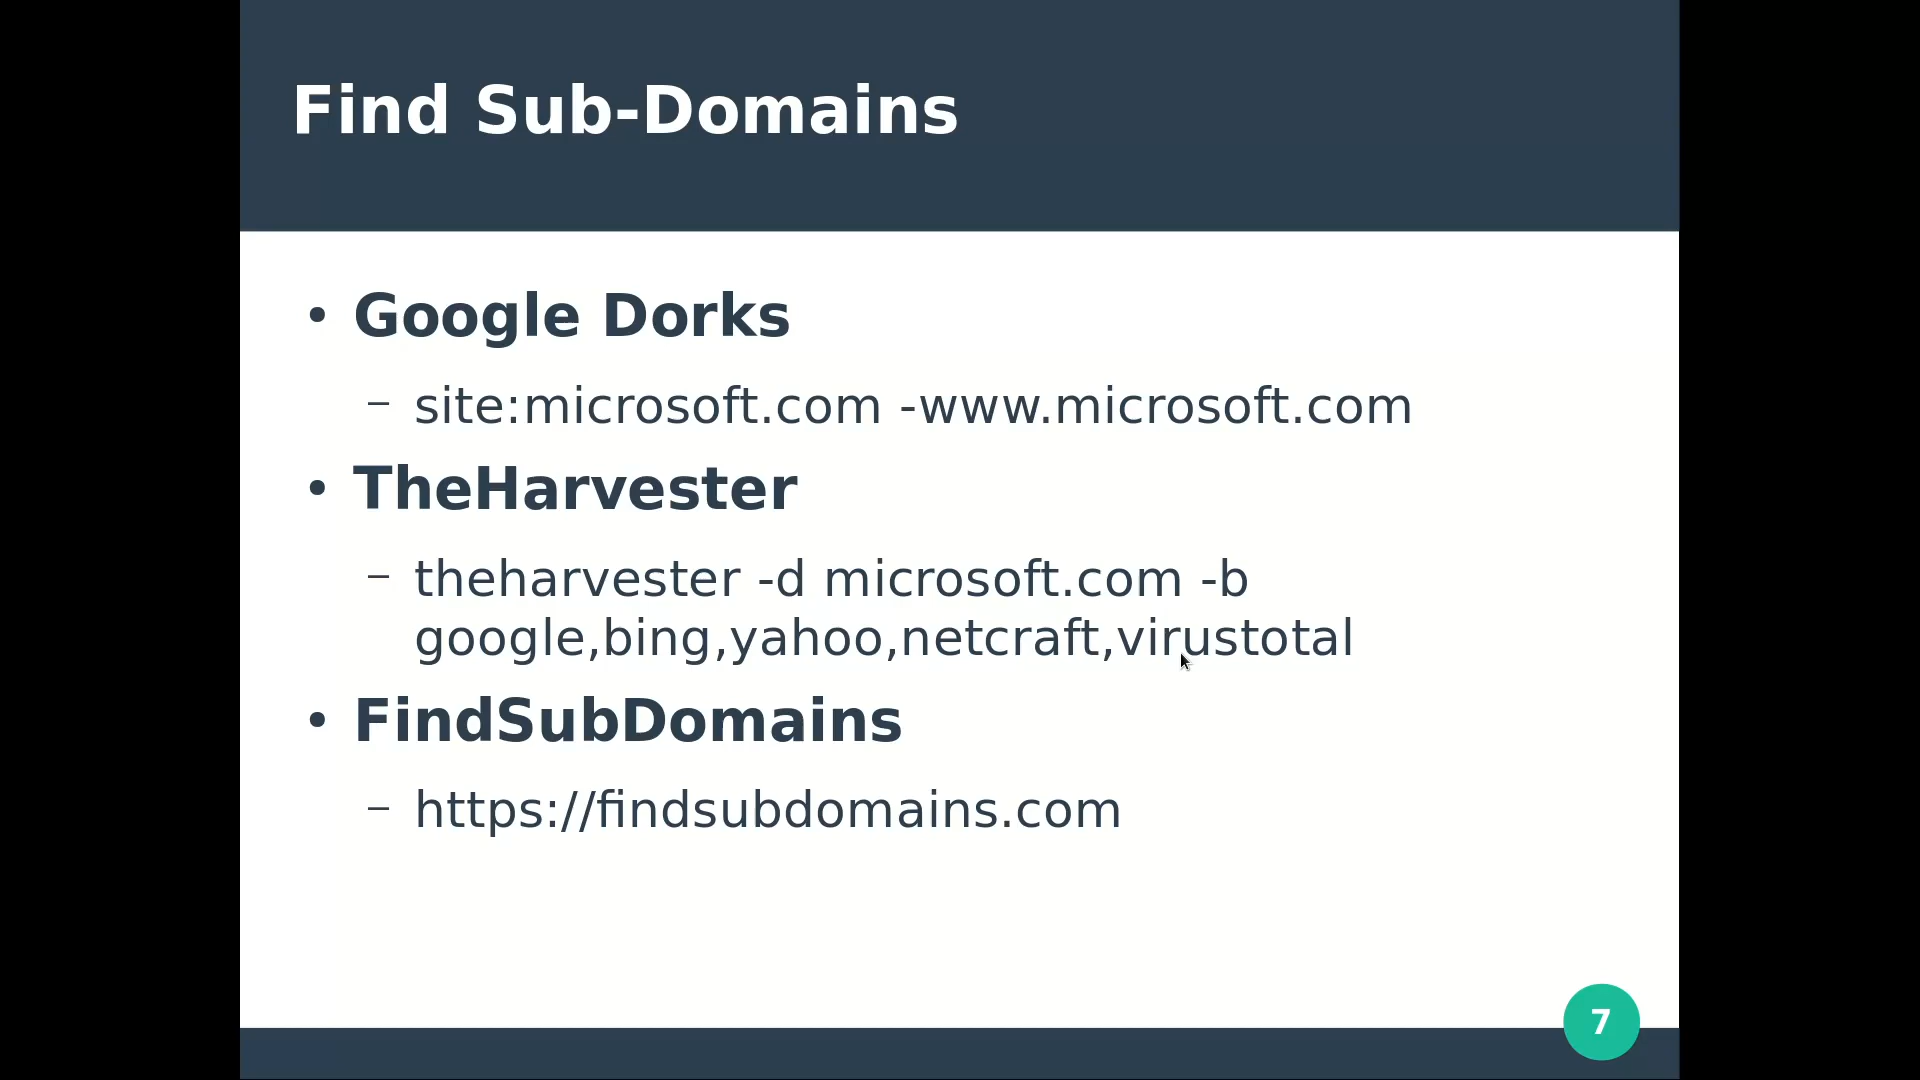 Find Sub-Domains
• Google Dorks
– site:microsoft.com -www.microsoft.com
• TheHarvester
– theharvester -d microsoft.com -b
google,bing,yahoo,netcraft,virustotal
• FindSubDomains
– https://findsubdomains.com
7